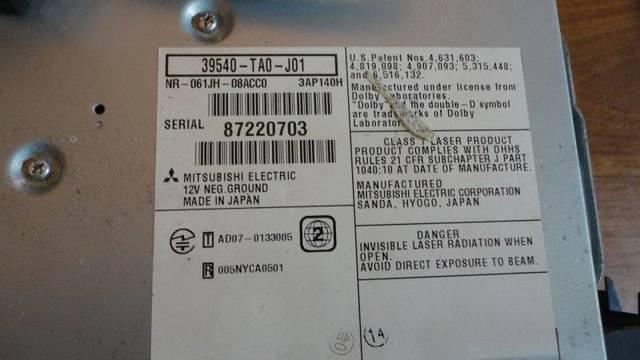 39540-TA0-J01
NR-061JH-08ACC0 3AP140H
SERIAL 87220703
MITSUBISHI ELECTRIC
12V NEG.GROUND
MADE IN JAPAN
T AD07-0133005
2
R 005NYCA0501
U.S.Patent Nos.4,631,603;
4,819,098; 4,907,093; 5,315,448;
and 6,516,132.
Manufactured under license from
Dolby Laboratories.
"Dolby" and the double-D symbol
are trademarks of Dolby
Laboratories.
CLASS 1 LASER PRODUCT
PRODUCT COMPLIES WITH DHHS
RULES 21 CFR SUBCHAPTER J PART
1040:10 AT DATE OF MANUFACTURE.
MANUFACTURED
MITSUBISHI ELECTRIC CORPORATION
SANDA, HYOGO, JAPAN
DANGER
INVISIBLE LASER RADIATION WHEN
OPEN.
AVOID DIRECT EXPOSURE TO BEAM.
14